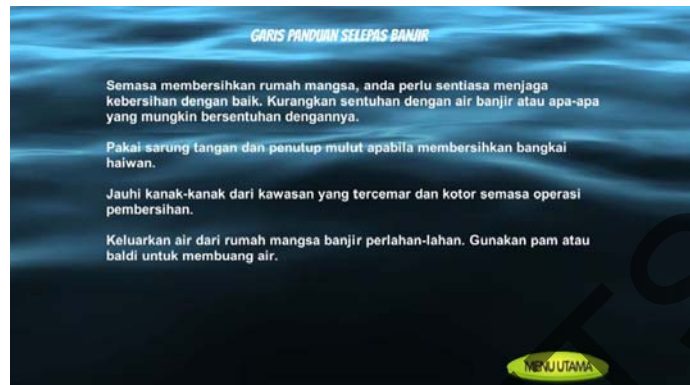 GARIS PANDUAN SELEPAS BANJIR
Semasa membersihkan rumah mangsa, anda perlu sentiasa menjaga
kebersihan dengan baik. Kurangkan sentuhan dengan air banjir atau apa-apa
yang mungkin bersentuhan dengannya.
Pakai sarung tangan dan penutup mulut apabila membersihkan bangkai
haiwan.
Jauhi kanak-kanak dari kawasan yang tercemar dan kotor semasa operasi
pembersihan.
Keluarkan air dari rumah mangsa banjir perlahan-lahan. Gunakan pam atau
baldi untuk membuang air.
MENU UTAMA